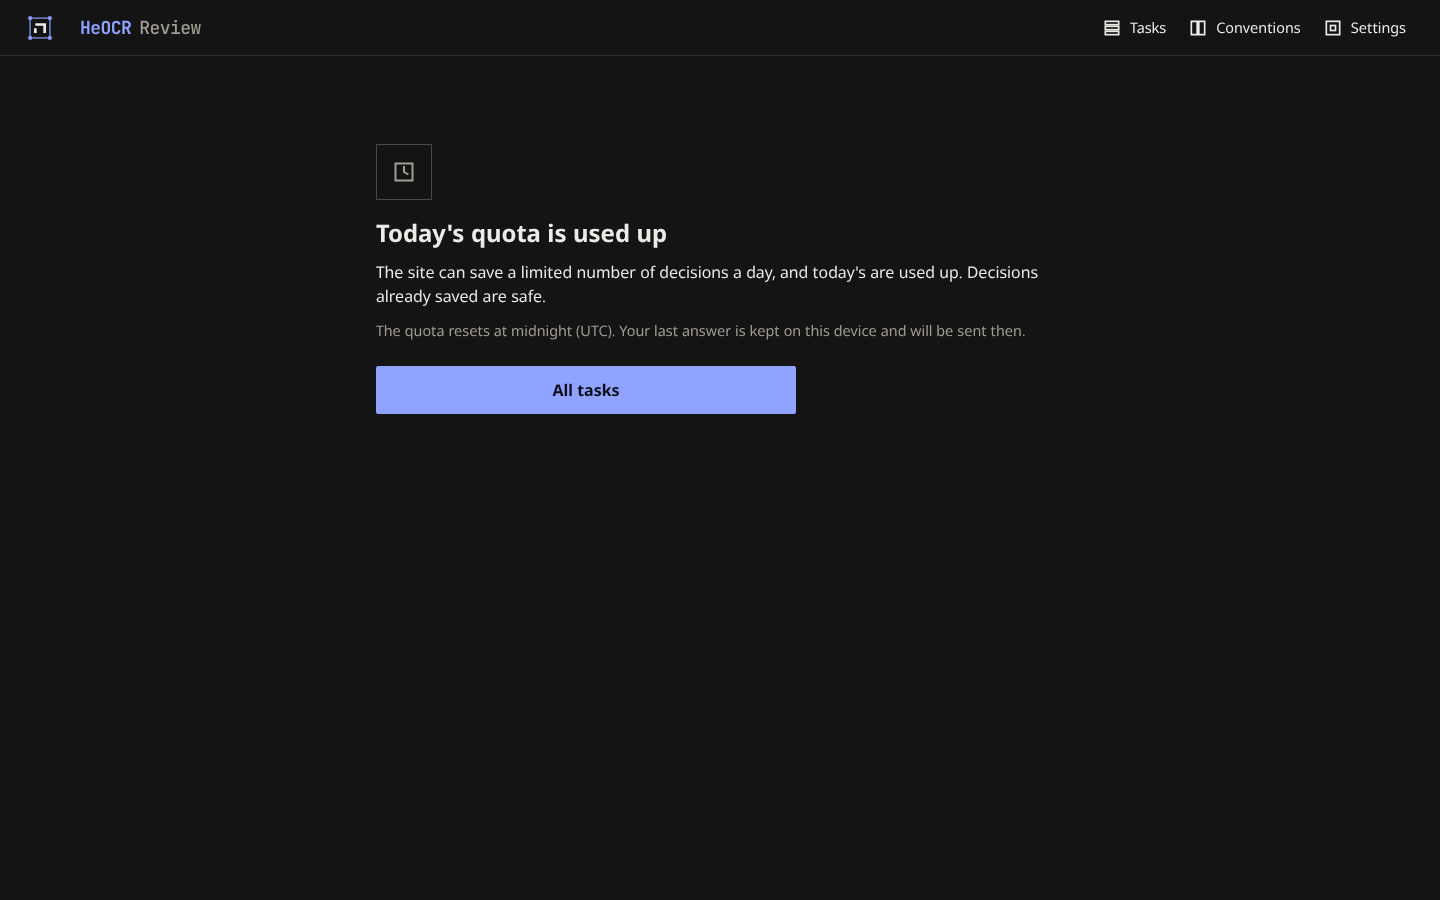 HeOCR Review
Tasks
Conventions
Settings
Today's quota is used up
The site can save a limited number of decisions a day, and today's are used up. Decisions
already saved are safe.
The quota resets at midnight (UTC). Your last answer is kept on this device and will be sent then.
All tasks